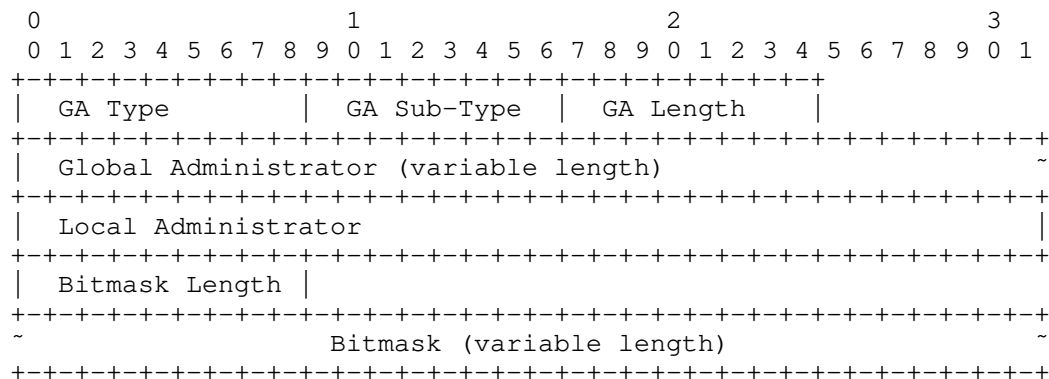 0                   1                   2                   3
 0 1 2 3 4 5 6 7 8 9 0 1 2 3 4 5 6 7 8 9 0 1 2 3 4 5 6 7 8 9 0 1
+-+-+-+-+-+-+-+-+-+-+-+-+-+-+-+-+-+-+-+-+-+-+-+-+-+
|  GA Type        |  GA Sub-Type  |  GA Length    |
+-+-+-+-+-+-+-+-+-+-+-+-+-+-+-+-+-+-+-+-+-+-+-+-+-+-+-+-+-+-+-+-+
|  Global Administrator (variable length)                       ~
+-+-+-+-+-+-+-+-+-+-+-+-+-+-+-+-+-+-+-+-+-+-+-+-+-+-+-+-+-+-+-+-+
|  Local Administrator                                          |
+-+-+-+-+-+-+-+-+-+-+-+-+-+-+-+-+-+-+-+-+-+-+-+-+-+-+-+-+-+-+-+-+
|  Bitmask Length |
+-+-+-+-+-+-+-+-+-+-+-+-+-+-+-+-+-+-+-+-+-+-+-+-+-+-+-+-+-+-+-+-+
~                   Bitmask (variable length)                   ~
+-+-+-+-+-+-+-+-+-+-+-+-+-+-+-+-+-+-+-+-+-+-+-+-+-+-+-+-+-+-+-+-+